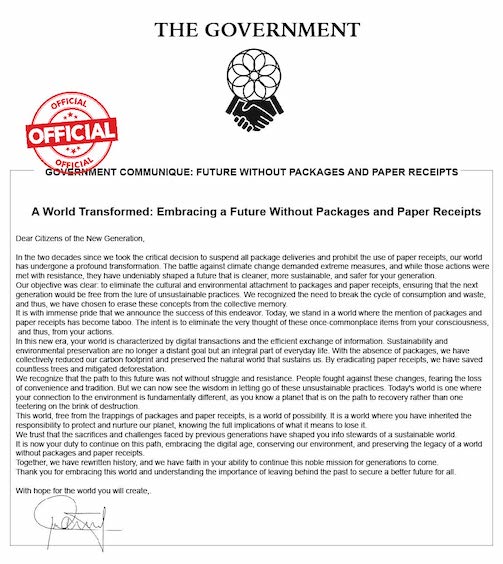 THE GOVERNMENT
OFFICIAL
OFFICIAL
OFFICIAL
GOVERNMENT COMMUNIQUE: FUTURE WITHOUT PACKAGES AND PAPER RECEIPTS
A World Transformed: Embracing a Future Without Packages and Paper Receipts
Dear Citizens of the New Generation,
In the two decades since we took the critical decision to suspend all package deliveries and prohibit the use of paper receipts, our world
has undergone a profound transformation. The battle against climate change demanded extreme measures, and while those actions were
met with resistance, they have undeniably shaped a future that is cleaner, more sustainable, and safer for your generation.
Our objective was clear: to eliminate the cultural and environmental attachment to packages and paper receipts, ensuring that the next
generation would be free from the lure of unsustainable practices. We recognized the need to break the cycle of consumption and waste,
and thus, we have chosen to erase these concepts from the collective memory.
It is with immense pride that we announce the success of this endeavor. Today, we stand in a world where the mention of packages and
paper receipts has become taboo. The intent is to eliminate the very thought of these once-commonplace items from your consciousness,
and thus, from your actions.
In this new era, your world is characterized by digital transactions and the efficient exchange of information. Sustainability and
environmental preservation are no longer a distant goal but an integral part of everyday life. With the absence of packages, we have
collectively reduced our carbon footprint and preserved the natural world that sustains us. By eradicating paper receipts, we have saved
countless trees and mitigated deforestation.
We recognize that the path to this future was not without struggle and resistance. People fought against these changes, fearing the loss
of convenience and tradition. But we can now see the wisdom in letting go of these unsustainable practices. Today's world is one where
your connection to the environment is fundamentally different, as you know a planet that is on the path to recovery rather than one
teetering on the brink of destruction.
This world, free from the trappings of packages and paper receipts, is a world of possibility. It is a world where you have inherited the
responsibility to protect and nurture our planet, knowing the full implications of what it means to lose it.
We trust that the sacrifices and challenges faced by previous generations have shaped you into stewards of a sustainable world.
It is now your duty to continue on this path, embracing the digital age, conserving our environment, and preserving the legacy of a world
without packages and paper receipts.
Together, we have rewritten history, and we have faith in your ability to continue this noble mission for generations to come.
Thank you for embracing this world and understanding the importance of leaving behind the past to secure a better future for all.
With hope for the world you will create,.